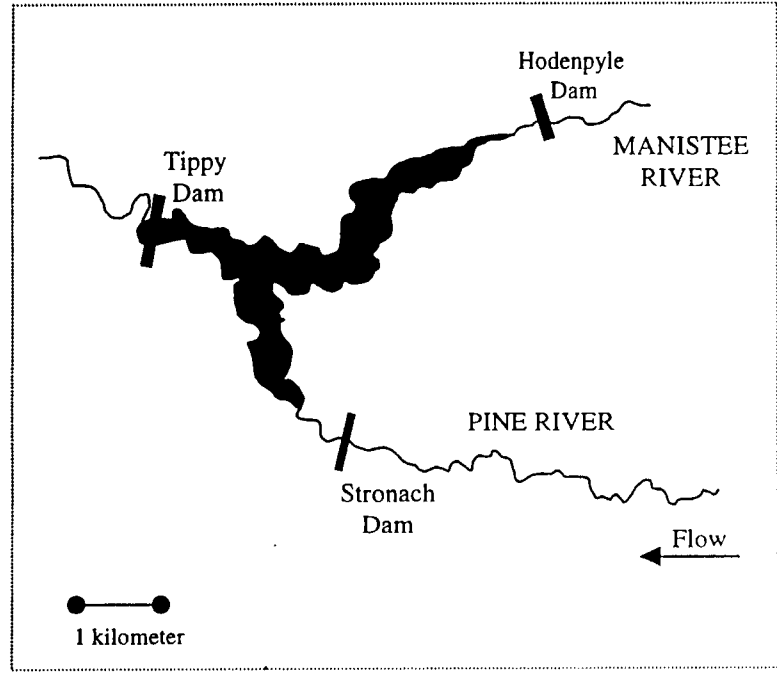 Hodenpyle
Dam
MANISTEE
RIVER
Tippy
Dam
PINE RIVER
Stronach
Dam
Flow
1 kilometer